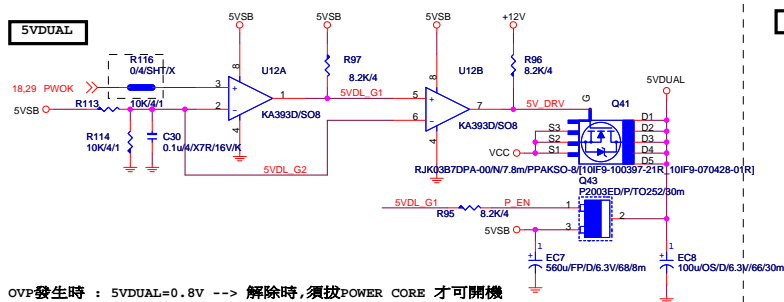 5VDUAL
5VSB
5VSB
5VSB
+12V
R116
0/4/SHT/X
18,29 PWOK
R113
10K/4/1
5VSB
R114
10K/4/1
C30
0.1u/4/X7R/16V/K
U12A
8
3
+
2
-
1
4
KA393D/SO8
R97
8.2K/4
5VDL_G1
5VDL_G2
U12B
8
5
+
6
-
7
4
KA393D/SO8
R96
8.2K/4
5V_DRV
G
Q41
5VDUAL
S3
S2
S1
D1
D2
D3
D4
D5
VCC
RJK03B7DPA-00/N/7.8m/PPAKSO-8/[10IF9-100397-21R_10IF9-070428-01R]
Q43
P2003ED/P/TO252/30m
5VDL_G1
R95
8.2K/4
P_EN
1
2
3
5VSB
+
1
EC7
560u/FP/D/6.3V/68/8m
+
1
EC8
100u/OS/D/6.3V/66/30m
OVP發生時 : 5VDUAL=0.8V --> 解除時,須拔POWER CORE 才可開機